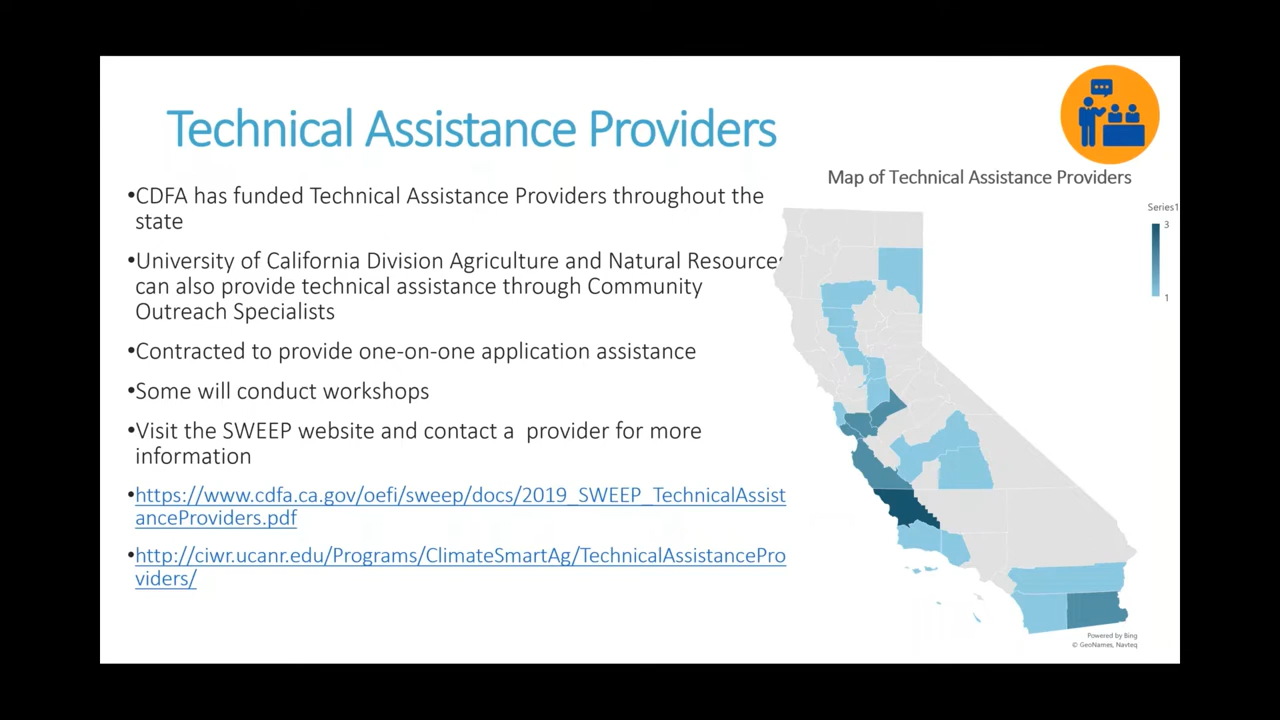 Technical Assistance Providers
•CDFA has funded Technical Assistance Providers throughout the
state
•University of California Division Agriculture and Natural Resources
can also provide technical assistance through Community
Outreach Specialists
•Contracted to provide one-on-one application assistance
•Some will conduct workshops
•Visit the SWEEP website and contact a  provider for more
information
•https://www.cdfa.ca.gov/oefi/sweep/docs/2019_SWEEP_TechnicalAssist
anceProviders.pdf
•http://ciwr.ucanr.edu/Programs/ClimateSmartAg/TechnicalAssistancePro
viders/
Map of Technical Assistance Providers
Series1
3
1
Powered by Bing
© GeoNames, Navteq